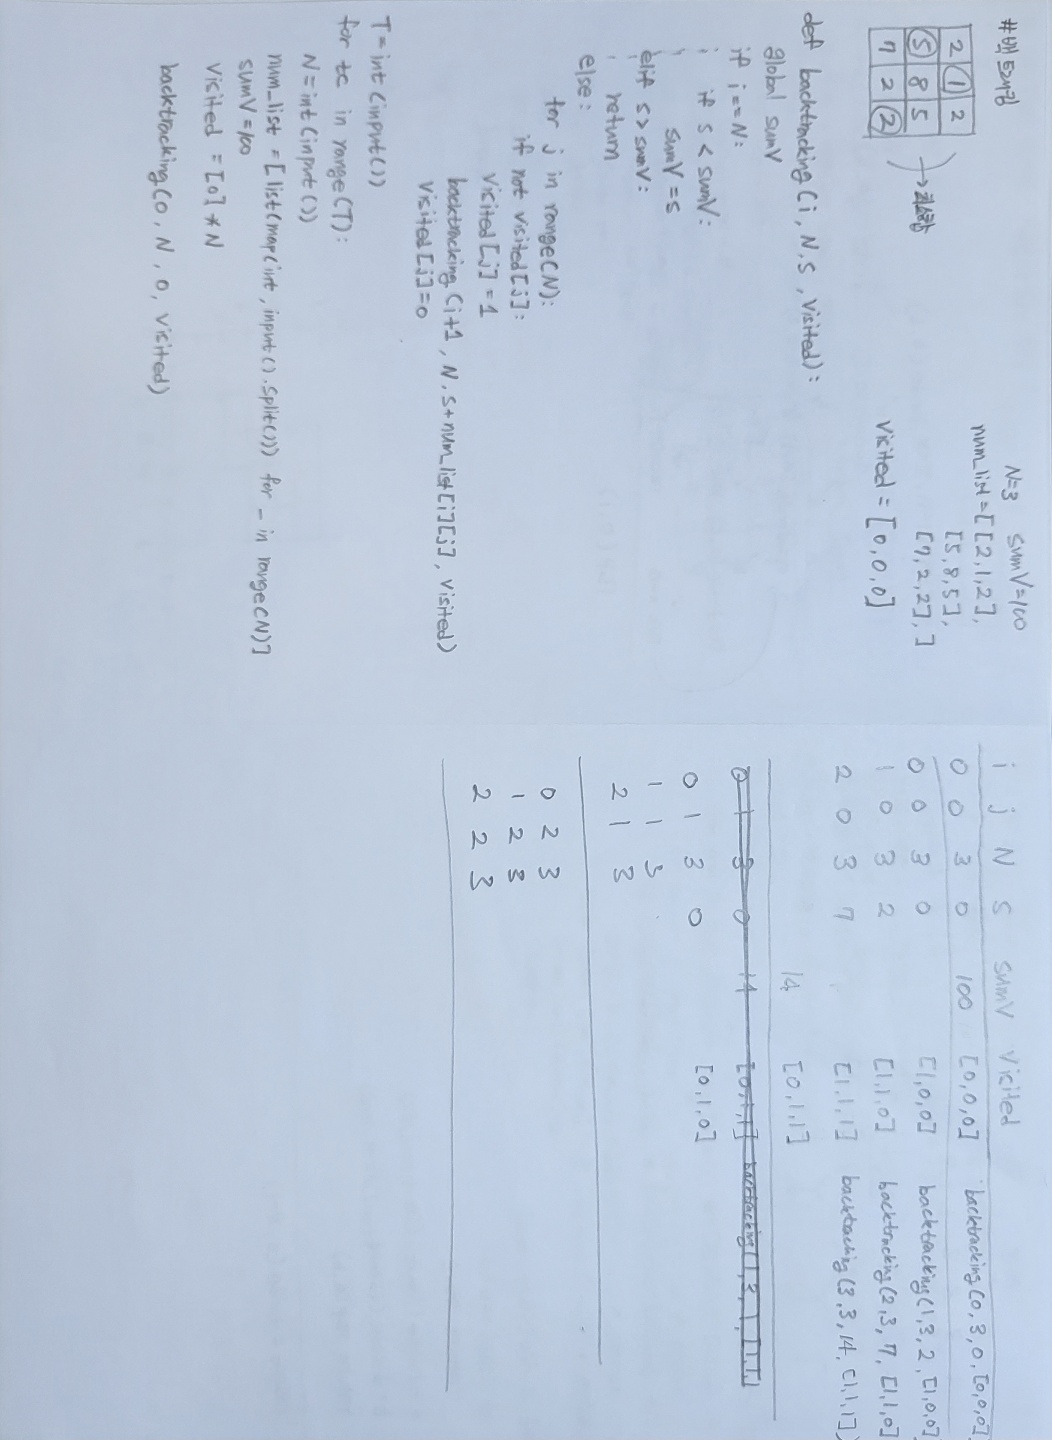 #백트래킹
2 1 2
5 8 5
7 2 2
→ 최소합
N=3 sumV=100
num_list=[[2,1,2],
[5,8,5],
[7,2,2],]
visited = [0,0,0]
def backtracking(i, N, S, visited):
global sumV
if i==N:
if S < sumV:
sumV=S
elif S>sumV:
return
else:
for j in range(N):
if not visited[j]:
visited[j]=1
backtracking(i+1, N, S+num_list[i][j], visited)
visited[j]=0
T=int(input())
for tc in range(T):
N=int(input())
num_list=[list(map(int, input().split())) for _ in range(N)]
sumV=100
visited = [0]*N
backtracking(0, N, 0, visited)
i j N S sumV visited
0 0 3 0 100 [0,0,0] backtracking(0,3,0,[0,0,0]
0 0 3 0 [1,0,0] backtracking(1,3,2,[1,0,0]
1 0 3 2 [1,1,0] backtracking(2,3,7,[1,1,0]
2 0 3 7 [1,1,1] backtracking(3,3,14,[1,1,1])
14 [0,1,1]
0 1 3 0 14 [0,1,1]
0 1 3 0 [0,1,0]
1 1 3
2 1 3
0 2 3
1 2 3
2 2 3